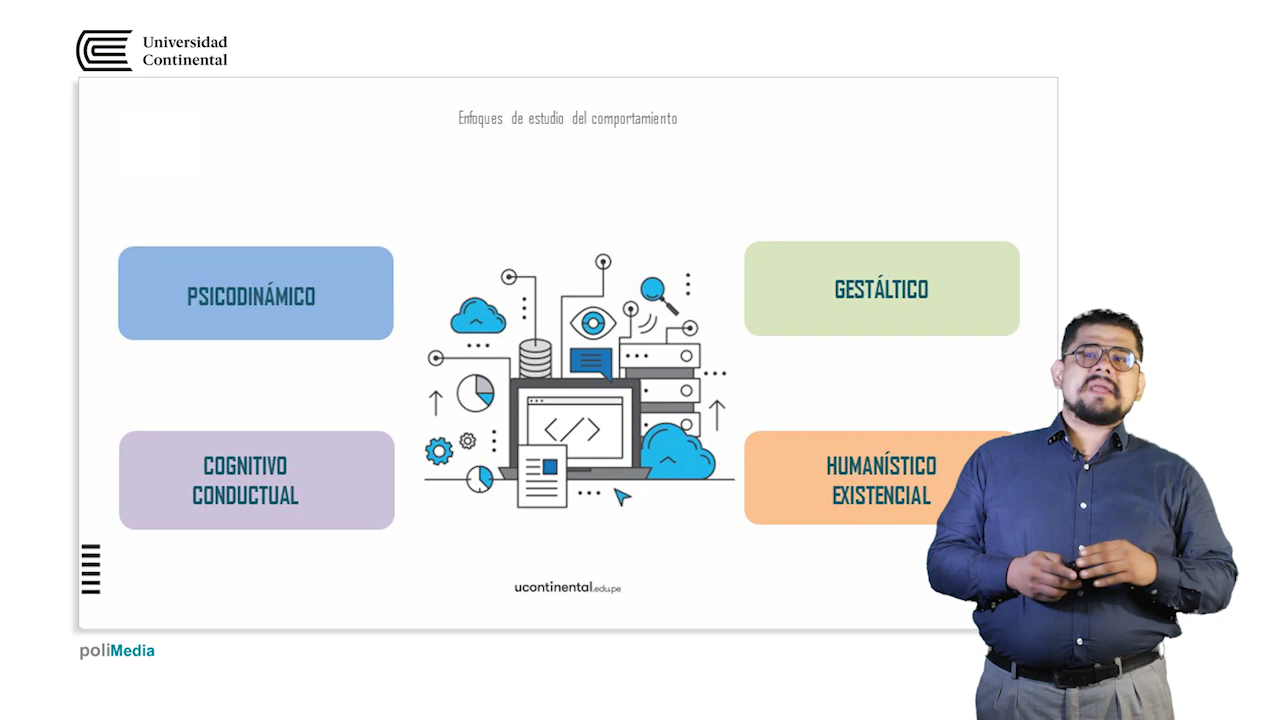 Universidad
Continental
Enfoques de estudio del comportamiento
PSICODINÁMICO
GESTÁLTICO
COGNITIVO
CONDUCTUAL
HUMANÍSTICO
EXISTENCIAL
</>
ucontinental.edu.pe
poliMedia